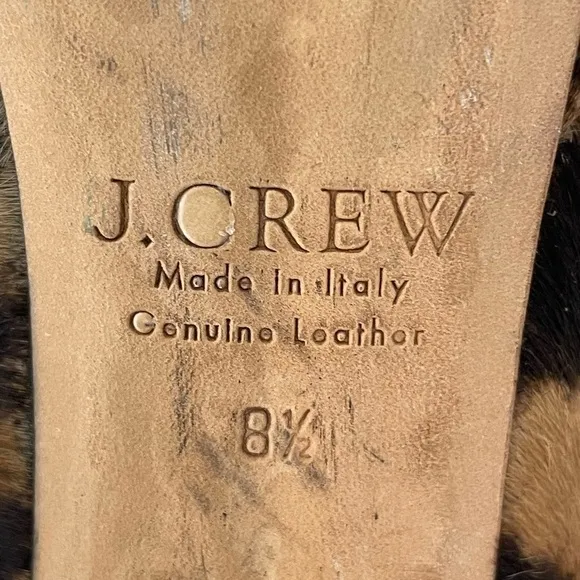 J.CREW
Made in Italy
Genuine Leather
8½